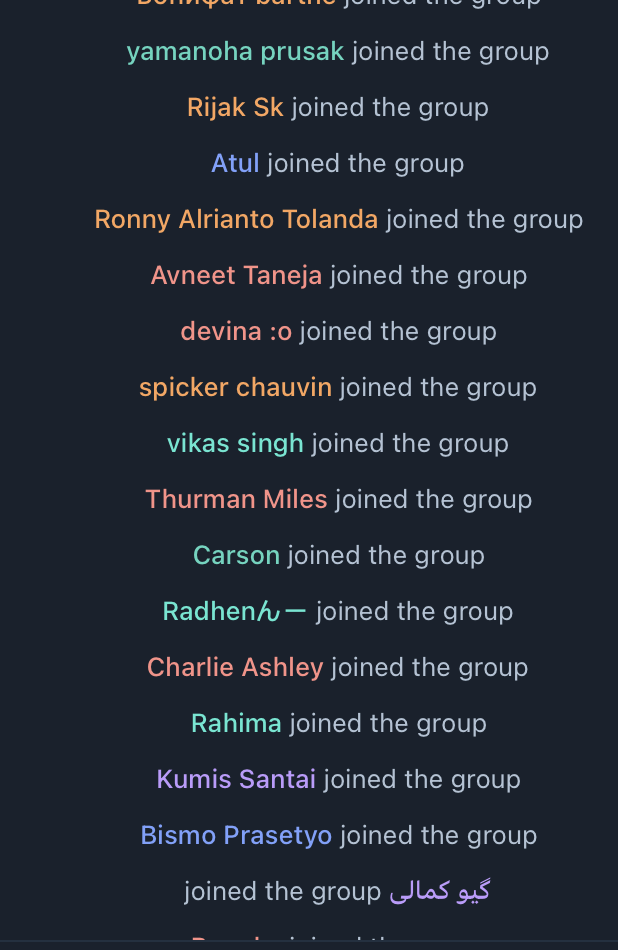 joined the group
yamanoha prusak joined the group
Rijak Sk joined the group
Atul joined the group
Ronny Alrianto Tolanda joined the group
Avneet Taneja joined the group
devina :o joined the group
spicker chauvin joined the group
vikas singh joined the group
Thurman Miles joined the group
Carson joined the group
Radhenん一 joined the group
Charlie Ashley joined the group
Rahima joined the group
Kumis Santai joined the group
Bismo Prasetyo joined the group
joined the group گیو کمالی